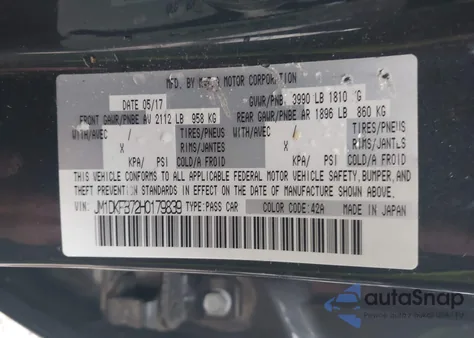 MFD. BY MAZDA MOTOR CORPORATION
DATE 05/17 GVWR/PNBV 3990 LB 1810 KG
FRONT GAWR/PNBE AV 2112 LB 958 KG REAR GAWR/PNBE AR 1896 LB 860 KG
WITH/AVEC / TIRES/PNEUS WITH/AVEC / TIRES/PNEUS
X RIMS/JANTES X RIMS/JANTES
KPA/ PSI COLD/A FROID KPA/ PSI COLD/A FROID
THIS VEHICLE CONFORMS TO ALL APPLICABLE FEDERAL MOTOR VEHICLE SAFETY, BUMPER, AND
THEFT PREVENTION STANDARDS IN EFFECT ON THE DATE OF MANUFACTURE SHOWN ABOVE.
VIN: JM1DKFB72H0179839 TYPE:PASS CAR COLOR CODE:42A MADE IN JAPAN
autoSnap